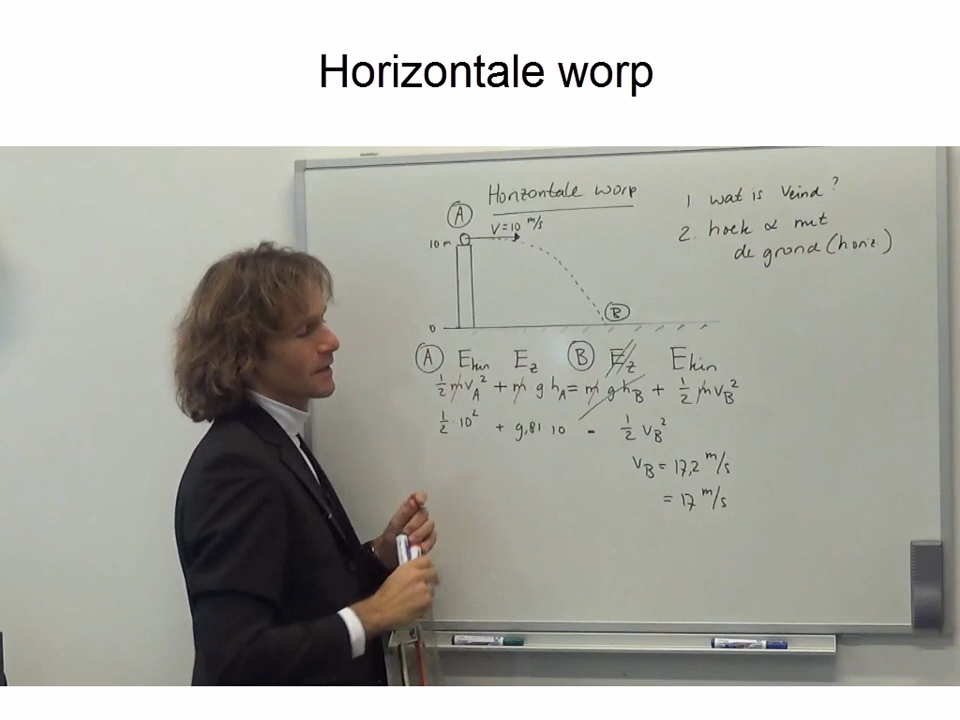 Horizontale worp
Horizontale worp
A
V=10 m/s
10 m
B
0
1 wat is Veind?
2. hoek α met
de grond (horiz.)
A Ekin Ez B Ez Ekin
½ m vA² + m g hA = m g hB + ½ m vB²
½ · 10² + 9,81 10 = ½ vB²
vB = 17,2 m/s
= 17 m/s